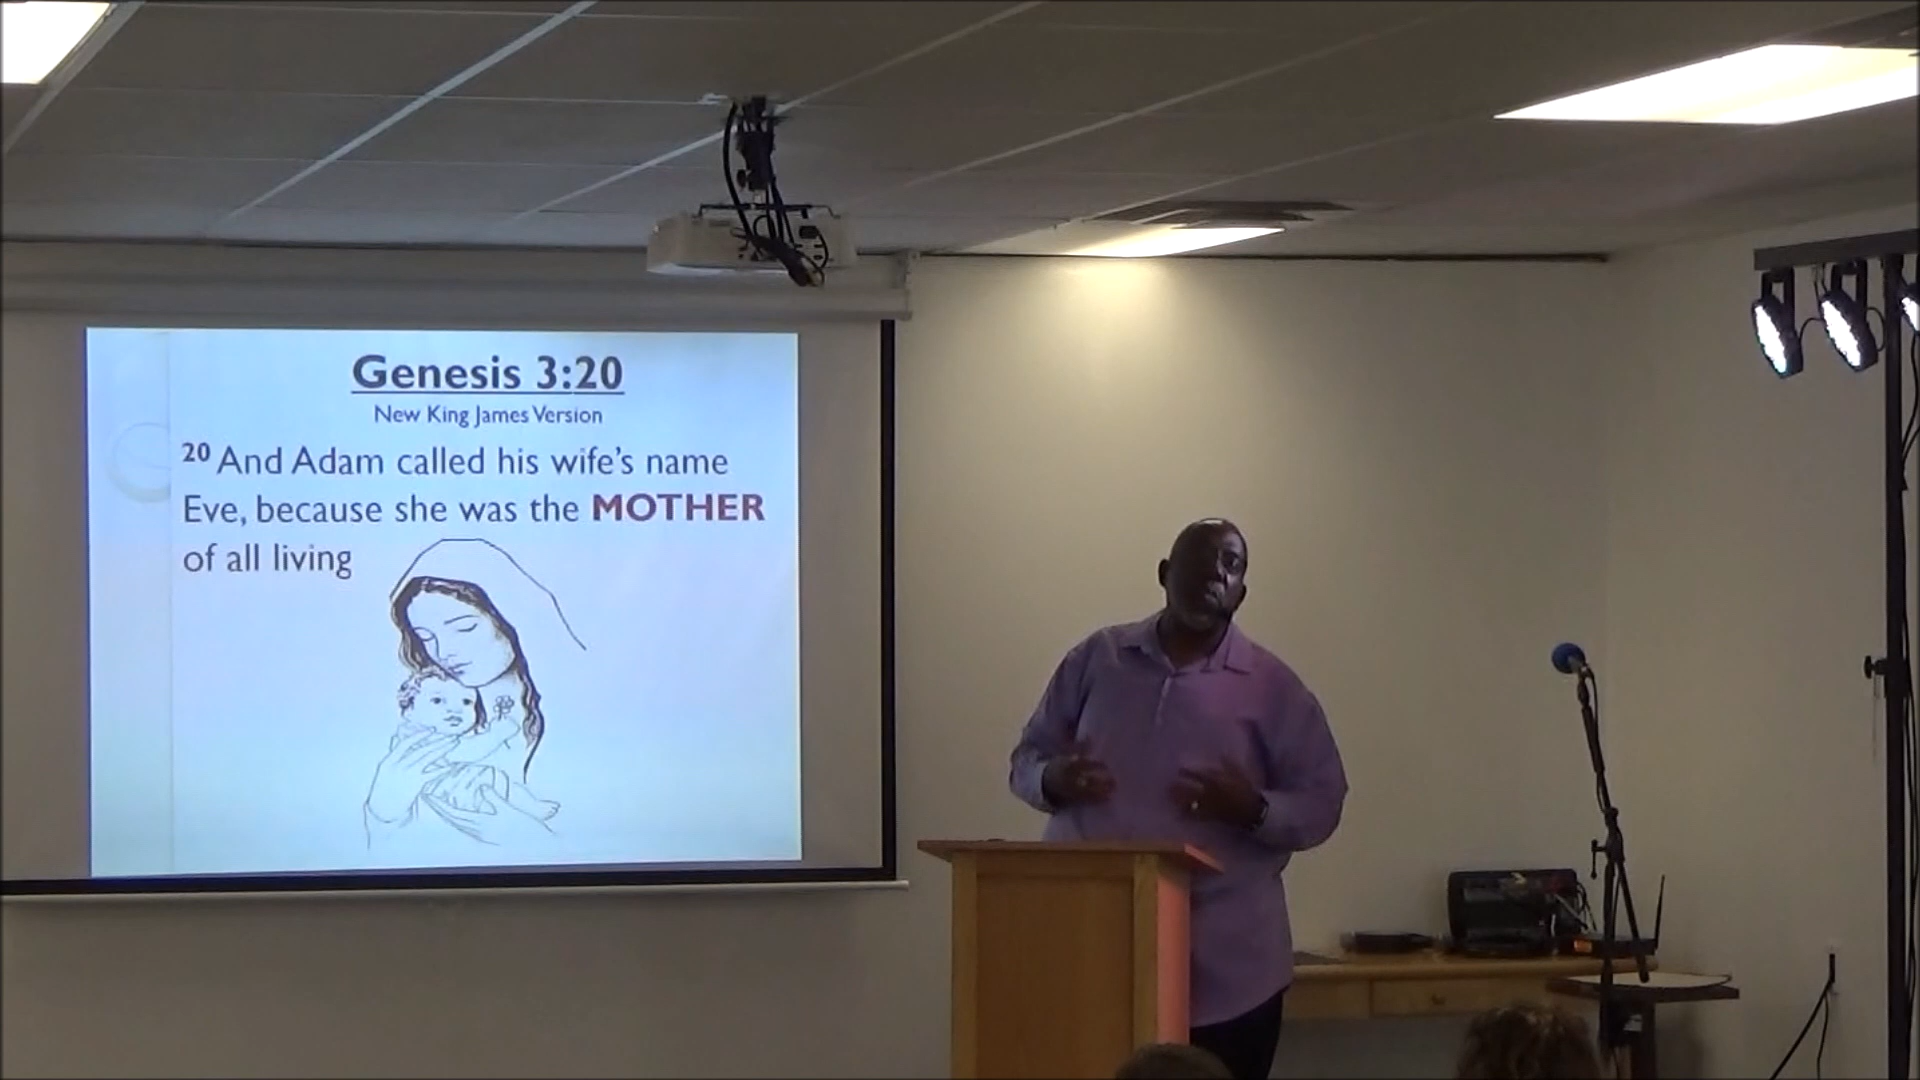 Genesis 3:20
New King James Version
20 And Adam called his wife’s name
Eve, because she was the MOTHER
of all living